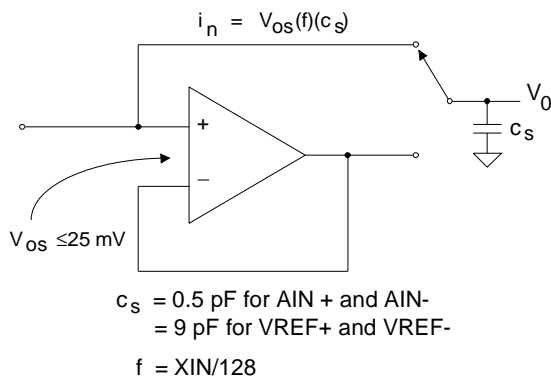 i_n = V_os(f)(c_s)
V_0
+
c_s
−
V_os ≤25 mV
c_s = 0.5 pF for AIN + and AIN-
= 9 pF for VREF+ and VREF-
f = XIN/128